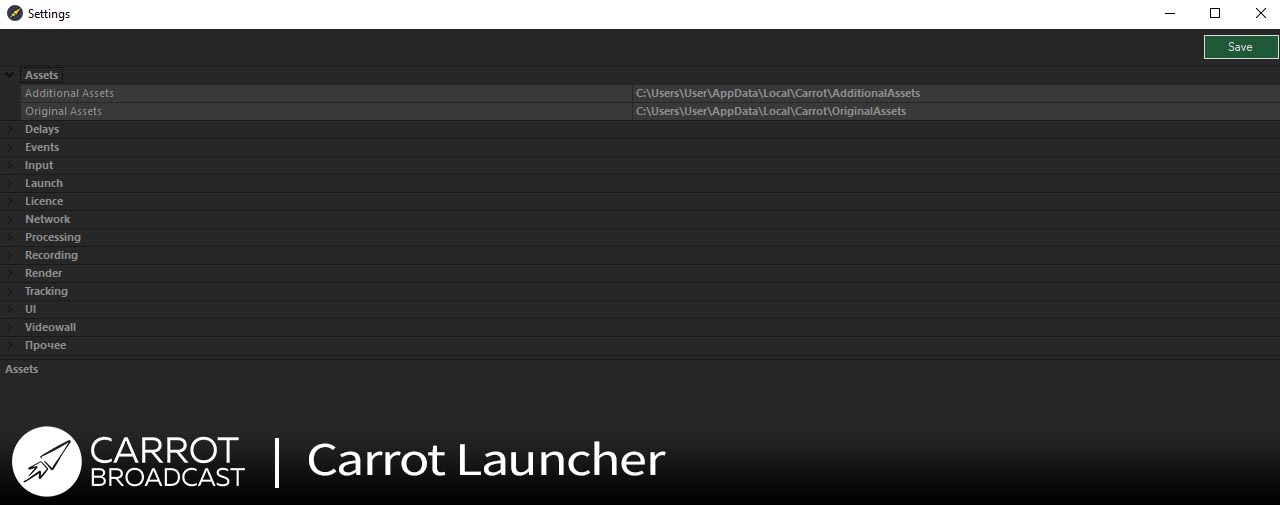 Settings
Save
Assets
Additional Assets C:\Users\User\AppData\Local\Carrot\AdditionalAssets
Original Assets C:\Users\User\AppData\Local\Carrot\OriginalAssets
Delays
Events
Input
Launch
Licence
Network
Processing
Recording
Render
Tracking
UI
Videowall
Прочее
Assets
CARROT
BROADCAST
Carrot Launcher